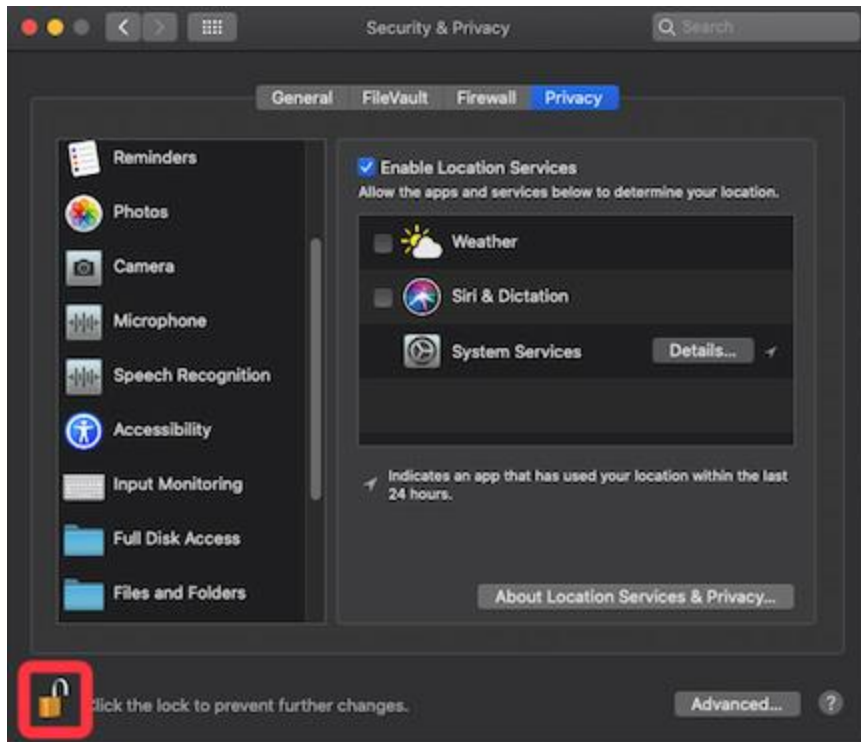 Security & Privacy
Search
General FileVault Firewall Privacy
Reminders
Photos
Camera
Microphone
Speech Recognition
Accessibility
Input Monitoring
Full Disk Access
Files and Folders
Enable Location Services
Allow the apps and services below to determine your location.
Weather
Siri & Dictation
System Services Details...
Indicates an app that has used your location within the last
24 hours.
About Location Services & Privacy...
Click the lock to prevent further changes.
Advanced... ?